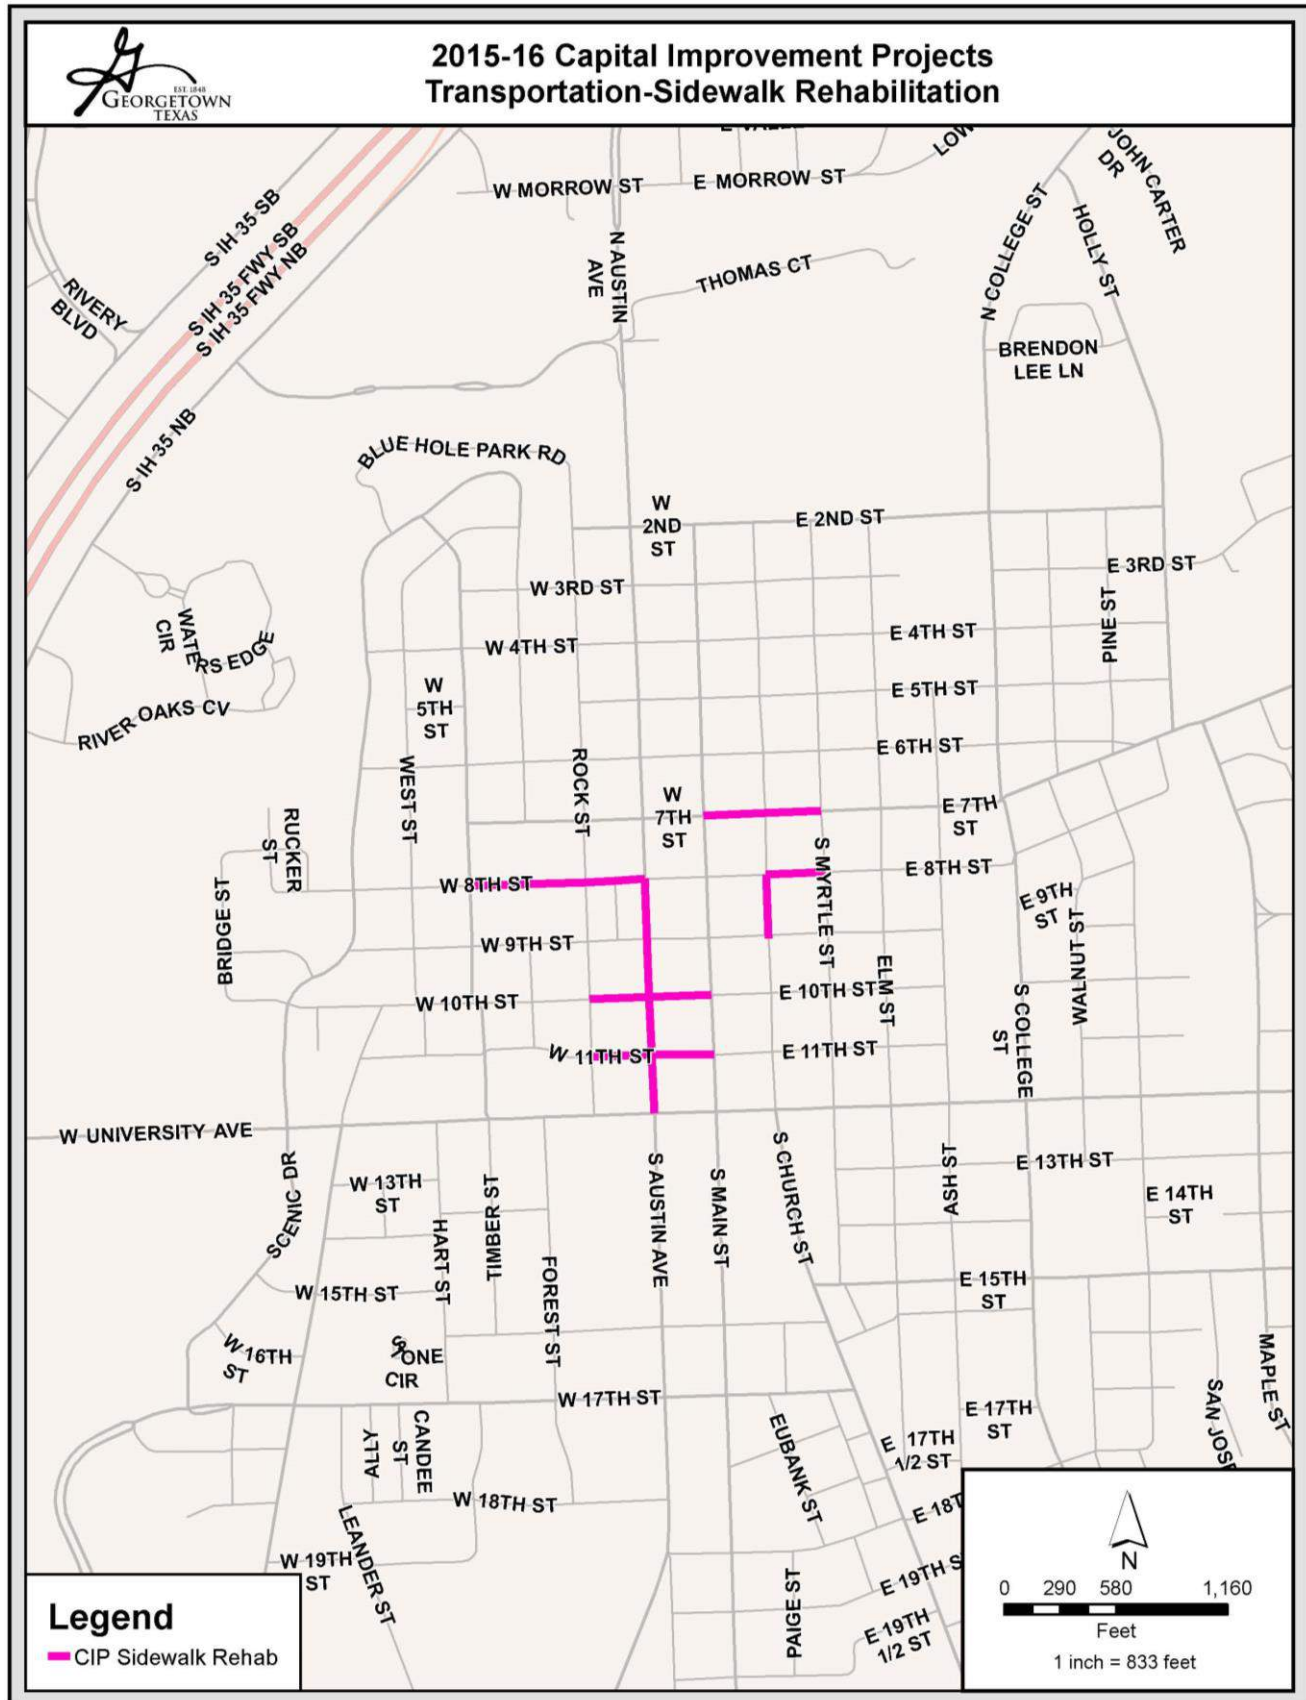 GEORGETOWN
EST. 1848
TEXAS
2015-16 Capital Improvement Projects
Transportation-Sidewalk Rehabilitation
W MORROW ST
E MORROW ST
JOHN CARTER
DR
S IH 35 SB
S IH 35 FWY SB
S IH 35 FWY NB
S IH 35 NB
RIVERY
BLVD
N AUSTIN
AVE
THOMAS CT
N COLLEGE ST
HOLLY ST
BRENDON
LEE LN
BLUE HOLE PARK RD
W
2ND
ST
E 2ND ST
W 3RD ST
E 3RD ST
PINE ST
WATE
RS EDGE
CIR
W 4TH ST
E 4TH ST
W
5TH
ST
E 5TH ST
RIVER OAKS CV
E 6TH ST
WEST ST
ROCK ST
W
7TH
ST
E 7TH
ST
RUCKER
ST
S MYRTLE ST
W 8TH ST
E 8TH ST
E 9TH
ST
BRIDGE ST
W 9TH ST
WALNUT ST
ELM ST
W 10TH ST
E 10TH ST
S COLLEGE
ST
W 11TH ST
E 11TH ST
W UNIVERSITY AVE
SCENIC DR
W 13TH
ST
TIMBER ST
HART ST
FOREST ST
S AUSTIN AVE
S MAIN ST
S CHURCH ST
ASH ST
E 13TH ST
E 14TH
ST
W 15TH ST
E 15TH
ST
W 16TH
ST
STONE
CIR
MAPLE ST
W 17TH ST
E 17TH
ST
SAN JOSE
ALLY
CANDEE
ST
EUBANK ST
E 17TH
1/2 ST
W 18TH ST
E 18T
LEANDER ST
W 19TH
ST
PAIGE ST
E 19TH S
E 19TH
1/2 ST
Legend
CIP Sidewalk Rehab
N
0 290 580 1,160
Feet
1 inch = 833 feet